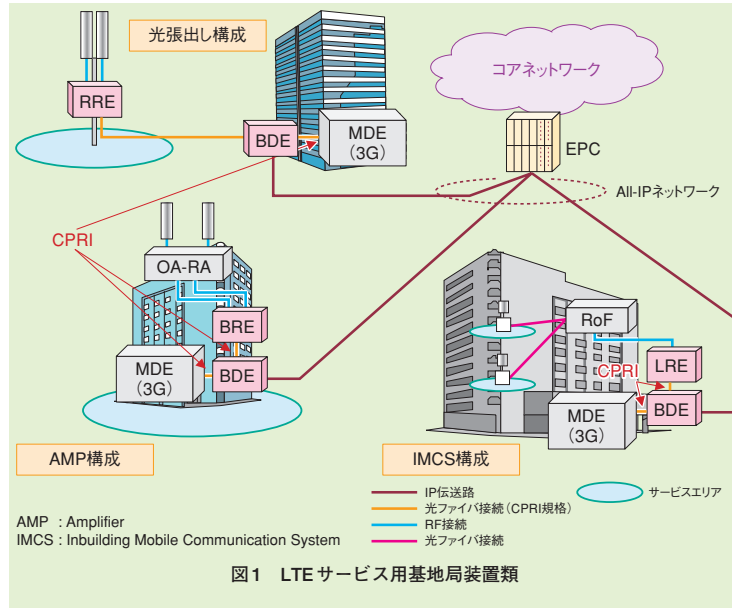 光張出し構成
コアネットワーク
RRE
BDE
MDE
(3G)
EPC
All-IPネットワーク
CPRI
OA-RA
BRE
MDE
(3G)
BDE
RoF
LRE
CPRI
MDE
(3G)
BDE
AMP構成
IMCS構成
IP伝送路
光ファイバ接続(CPRI規格)
RF接続
光ファイバ接続
サービスエリア
AMP : Amplifier
IMCS : Inbuilding Mobile Communication System
図1 LTEサービス用基地局装置類